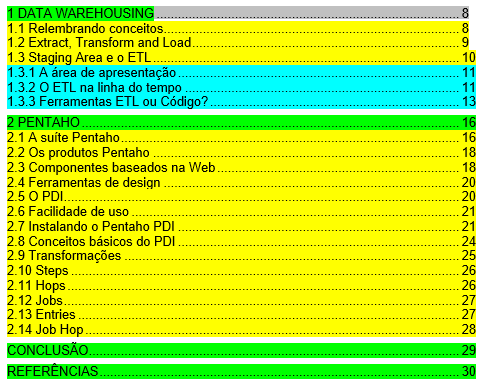 1 DATA WAREHOUSING 8
1.1 Relembrando conceitos 8
1.2 Extract, Transform and Load 9
1.3 Staging Area e o ETL 10
1.3.1 A área de apresentação 11
1.3.2 O ETL na linha do tempo 11
1.3.3 Ferramentas ETL ou Código? 13
2 PENTAHO 16
2.1 A suíte Pentaho 16
2.2 Os produtos Pentaho 18
2.3 Componentes baseados na Web 18
2.4 Ferramentas de design 20
2.5 O PDI 20
2.6 Facilidade de uso 21
2.7 Instalando o Pentaho PDI 21
2.8 Conceitos básicos do PDI 24
2.9 Transformações 25
2.10 Steps 26
2.11 Hops 26
2.12 Jobs 27
2.13 Entries 27
2.14 Job Hop 28
CONCLUSÃO 29
REFERÊNCIAS 30